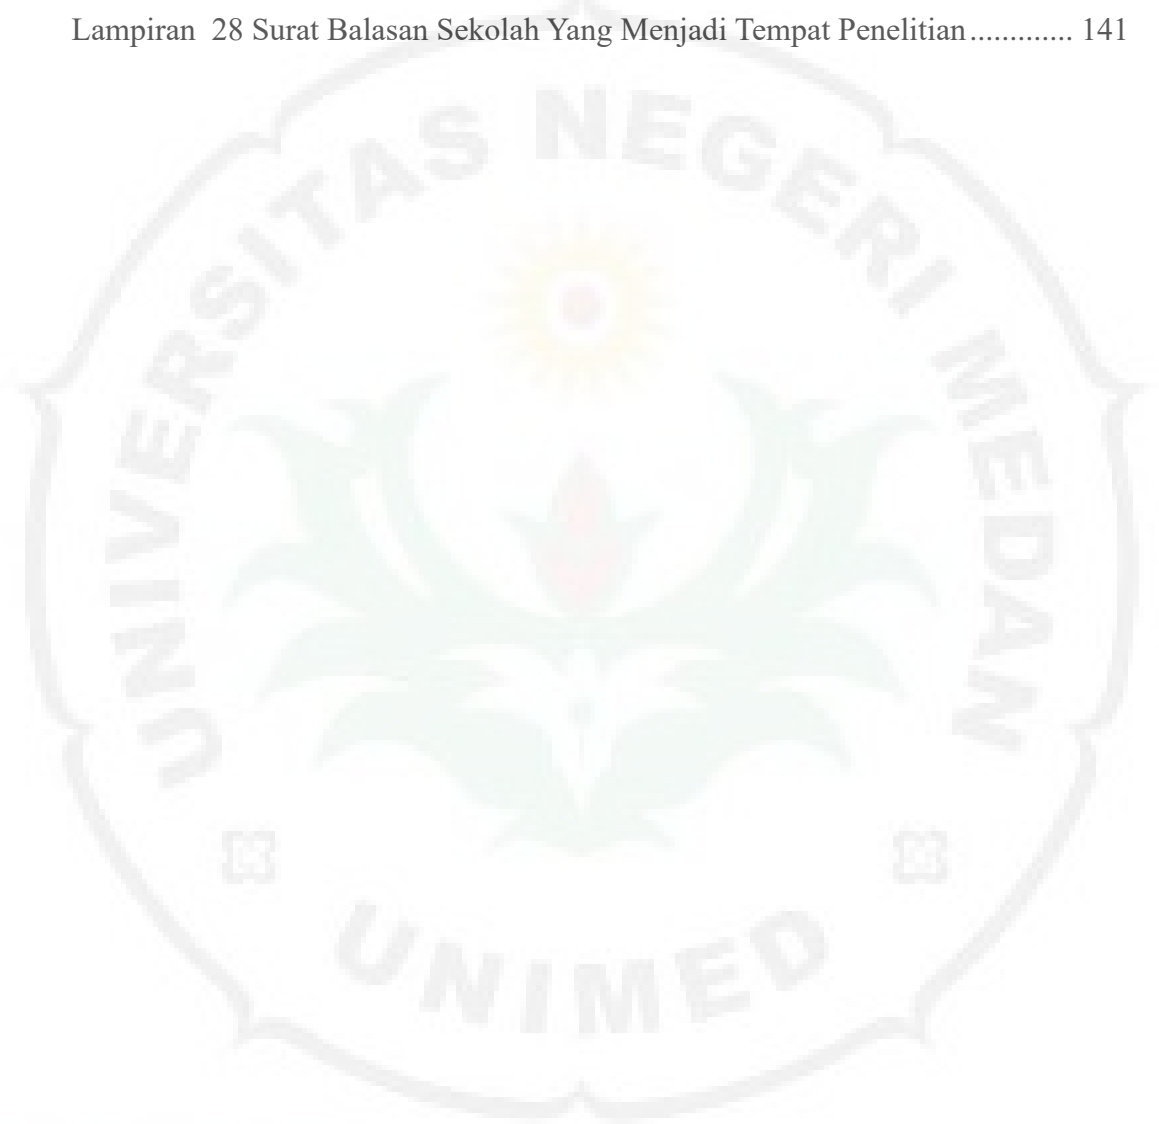 Lampiran  28 Surat Balasan Sekolah Yang Menjadi Tempat Penelitian ............. 141
UNIVERSITAS NEGERI MEDAN
UNIMED